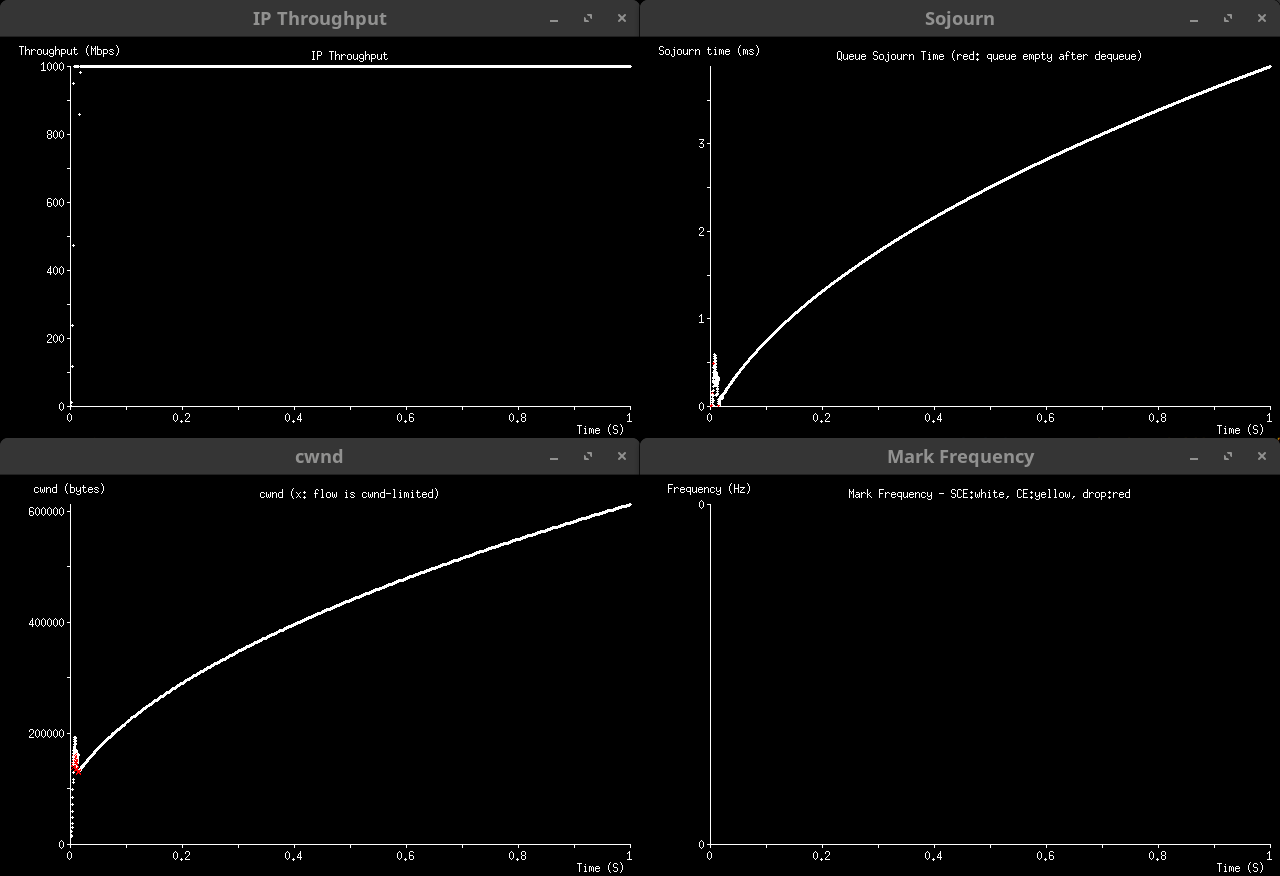 IP Throughput
Throughput (Mbps)
IP Throughput
1000
800
600
400
200
0
0 0.2 0.4 0.6 0.8 1
Time (S)
Sojourn
Sojourn time (ms)
Queue Sojourn Time (red: queue empty after dequeue)
3
2
1
0
0 0.2 0.4 0.6 0.8 1
Time (S)
cwnd
cwnd (bytes)
cwnd (x: flow is cwnd-limited)
600000
400000
200000
0
0 0.2 0.4 0.6 0.8 1
Time (S)
Mark Frequency
Frequency (Hz)
Mark Frequency - SCE:white, CE:yellow, drop:red
0
0
0 0.2 0.4 0.6 0.8 1
Time (S)